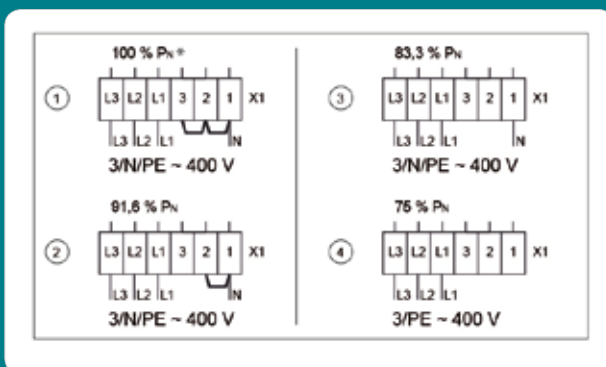 100 % PN*
1 L3 L2 L1 3 2 1 X1
L3 L2 L1 N
3/N/PE ~ 400 V
91,6 % PN
2 L3 L2 L1 3 2 1 X1
L3 L2 L1 N
3/N/PE ~ 400 V
83,3 % PN
3 L3 L2 L1 3 2 1 X1
L3 L2 L1 N
3/N/PE ~ 400 V
75 % PN
4 L3 L2 L1 3 2 1 X1
L3 L2 L1
3/PE ~ 400 V